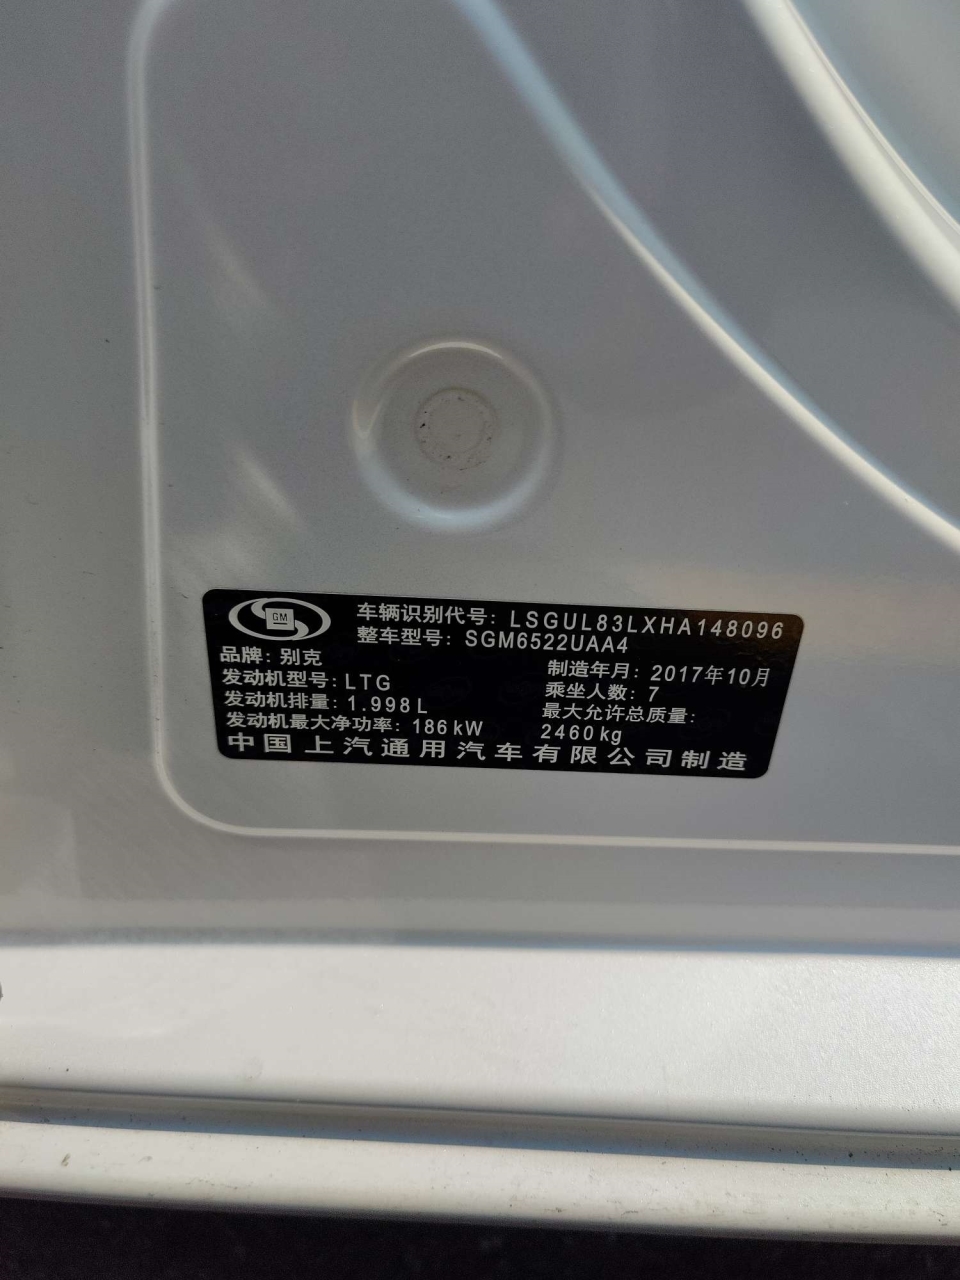 GM
车辆识别代号: LSGUL83LXHA148096
整车型号: SGM6522UAA4
品牌: 别克
制造年月: 2017年10月
发动机型号: LTG
乘坐人数: 7
发动机排量: 1.998L
最大允许总质量:
发动机最大净功率: 186kW
2460kg
中国上汽通用汽车有限公司制造